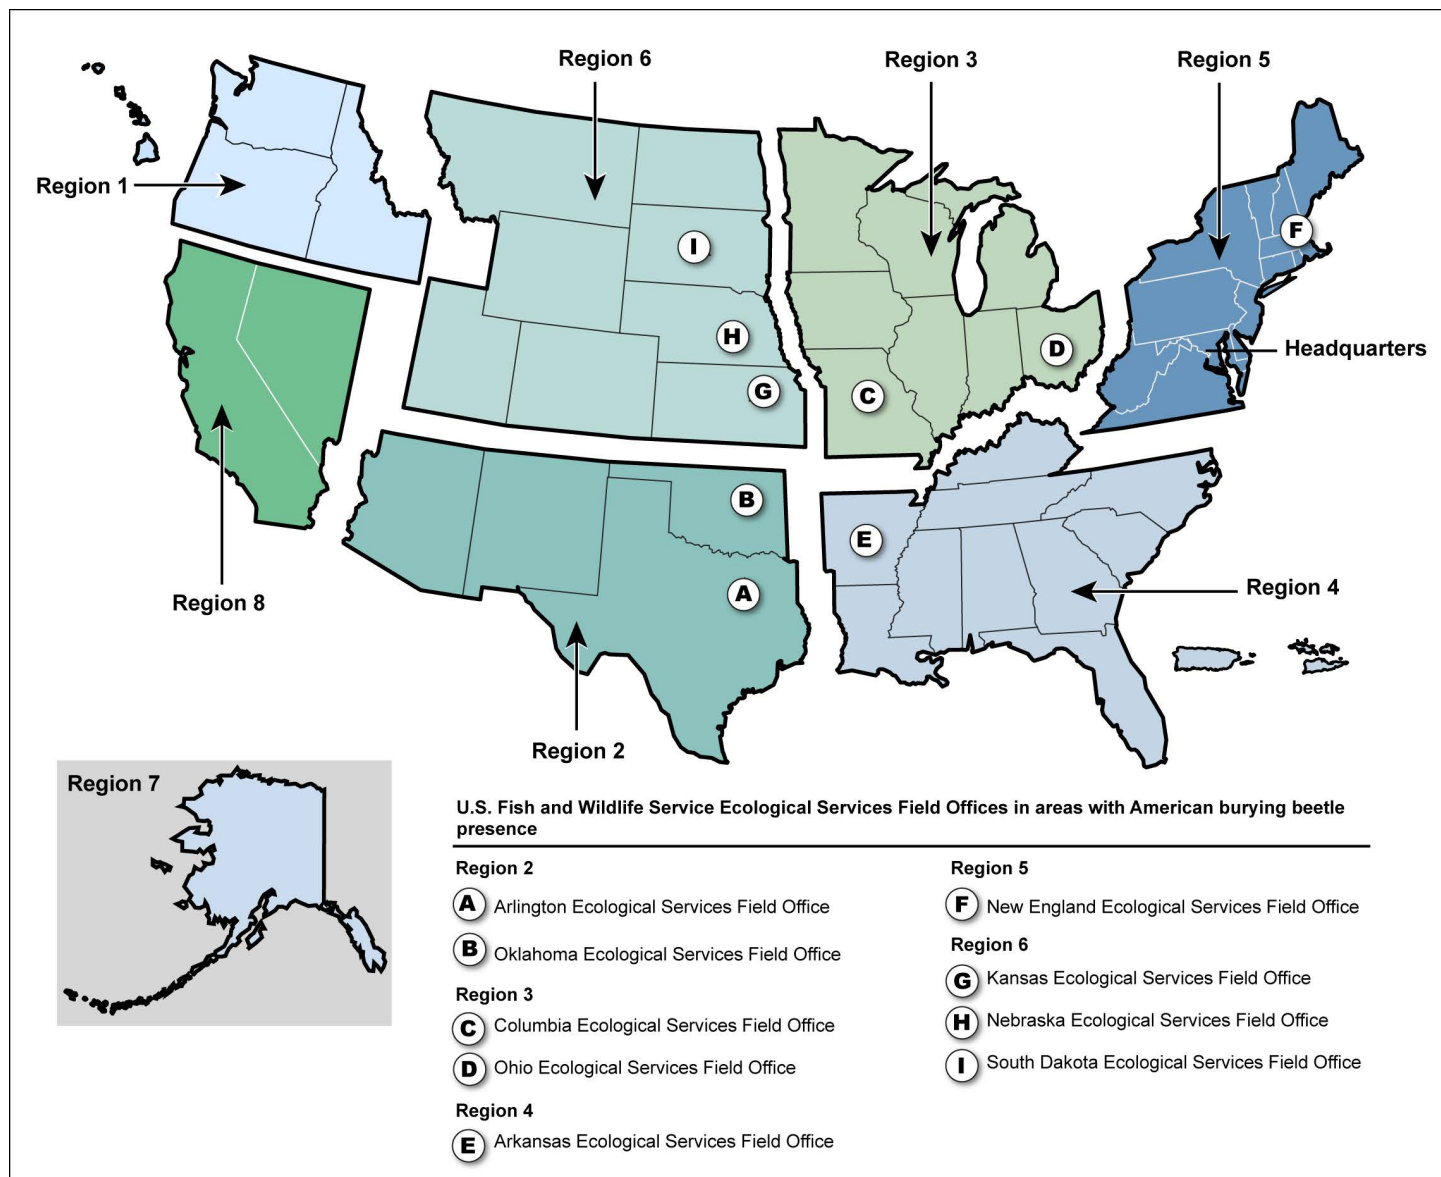 Region 6
Region 3
Region 5
Region 1
I
F
H
D
Headquarters
G
C
B
E
A
Region 8
Region 4
Region 2
Region 7
U.S. Fish and Wildlife Service Ecological Services Field Offices in areas with American burying beetle
presence
Region 2
A Arlington Ecological Services Field Office
B Oklahoma Ecological Services Field Office
Region 3
C Columbia Ecological Services Field Office
D Ohio Ecological Services Field Office
Region 4
E Arkansas Ecological Services Field Office
Region 5
F New England Ecological Services Field Office
Region 6
G Kansas Ecological Services Field Office
H Nebraska Ecological Services Field Office
I South Dakota Ecological Services Field Office